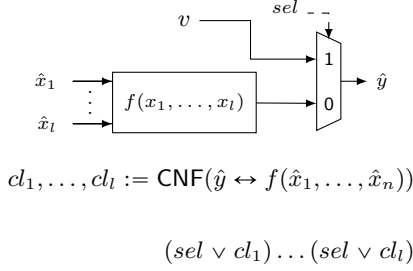 sel
v
1
x̂₁
ŷ
f(x₁, . . . , xₗ)
0
x̂ₗ
cl₁, . . . , clₗ := CNF(ŷ ↔ f(x̂₁, . . . , x̂ₙ))
(sel ∨ cl₁) . . . (sel ∨ clₗ)